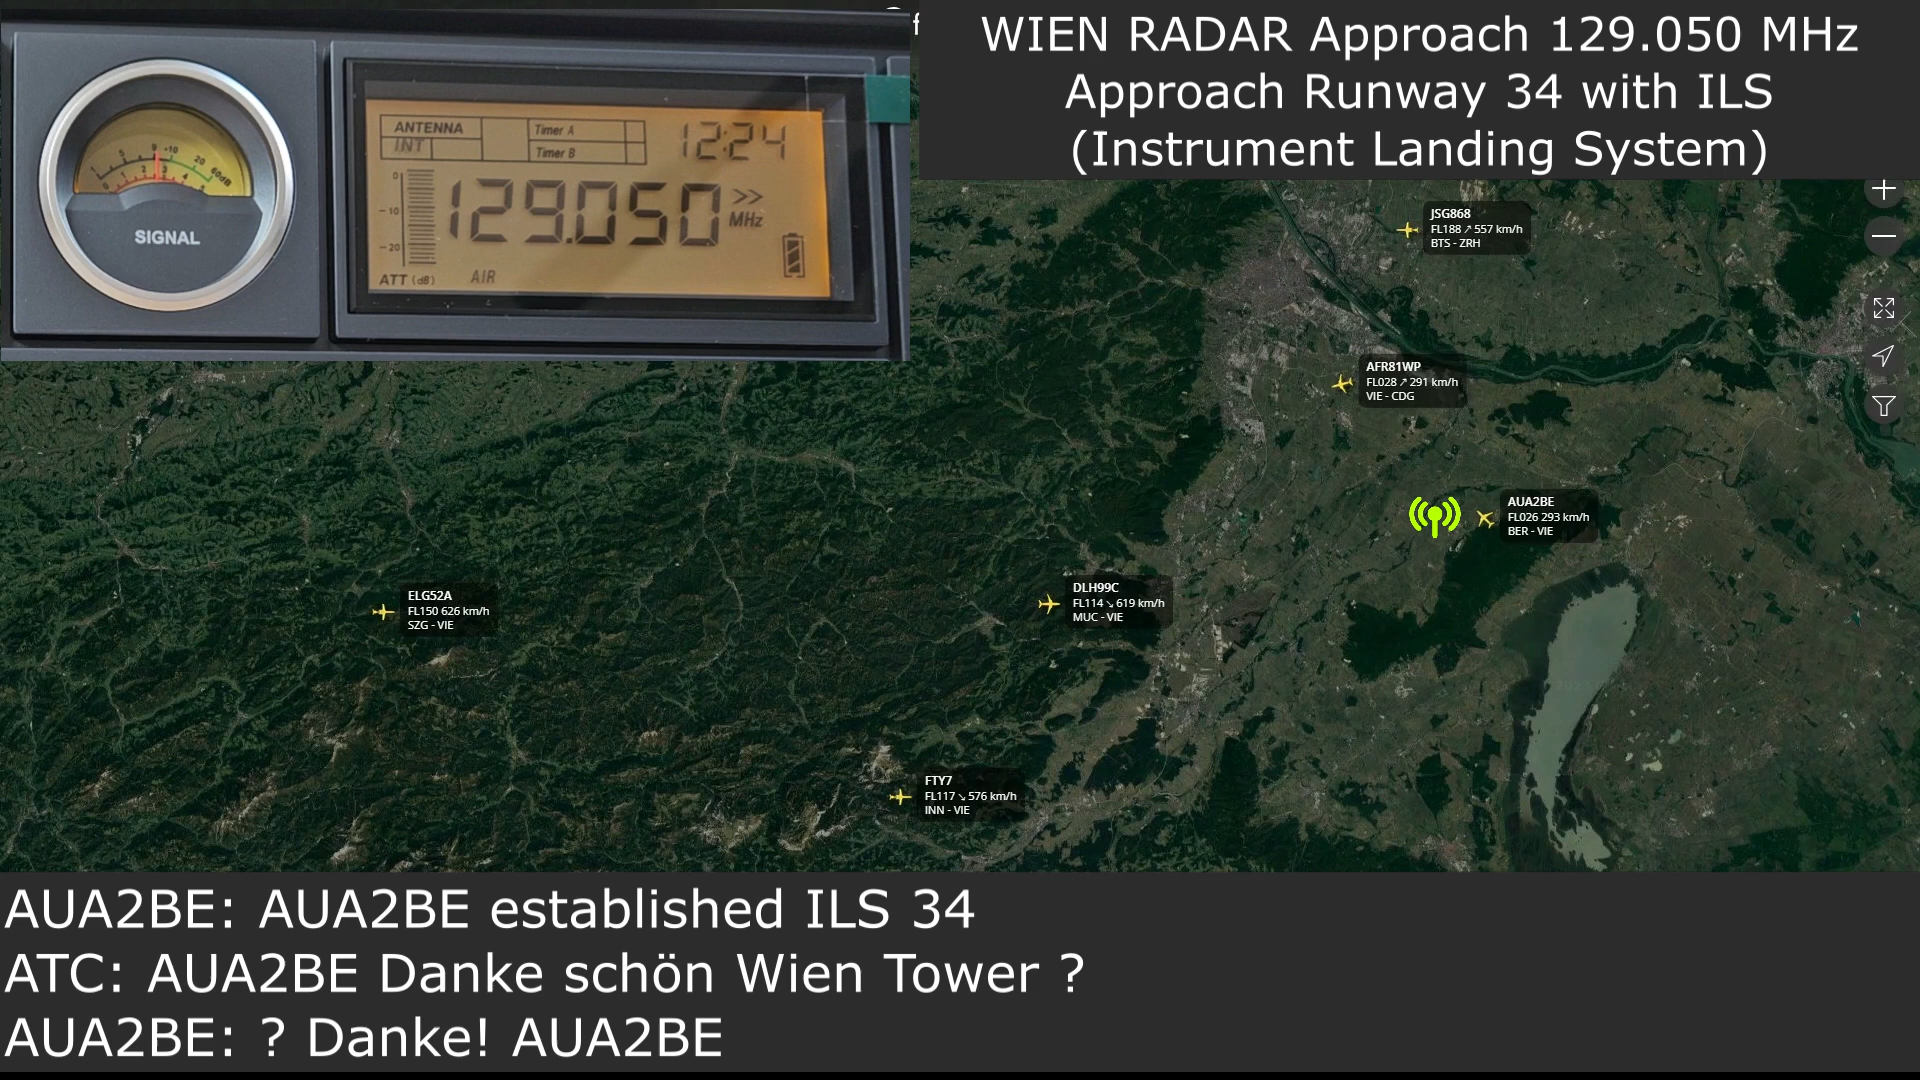 WIEN RADAR Approach 129.050 MHz
Approach Runway 34 with ILS
(Instrument Landing System)
ANTENNA
INT
Timer A
Timer B
12:24
129.050
MHz
0
-10
-20
ATT (dB)
AIR
SIGNAL
JSG868
FL188 ↗ 557 km/h
BTS - ZRH
AFR81WP
FL028 ↗ 291 km/h
VIE - CDG
AUA2BE
FL026 293 km/h
BER - VIE
DLH99C
FL114 ↘ 619 km/h
MUC - VIE
ELG52A
FL150 626 km/h
SZG - VIE
FTY7
FL117 ↘ 576 km/h
INN - VIE
AUA2BE: AUA2BE established ILS 34
ATC: AUA2BE Danke schön Wien Tower ?
AUA2BE: ? Danke! AUA2BE